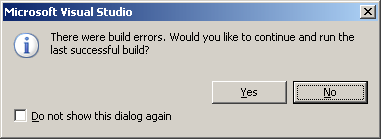 Microsoft Visual Studio
There were build errors. Would you like to continue and run the
last successful build?
Yes
No
Do not show this dialog again